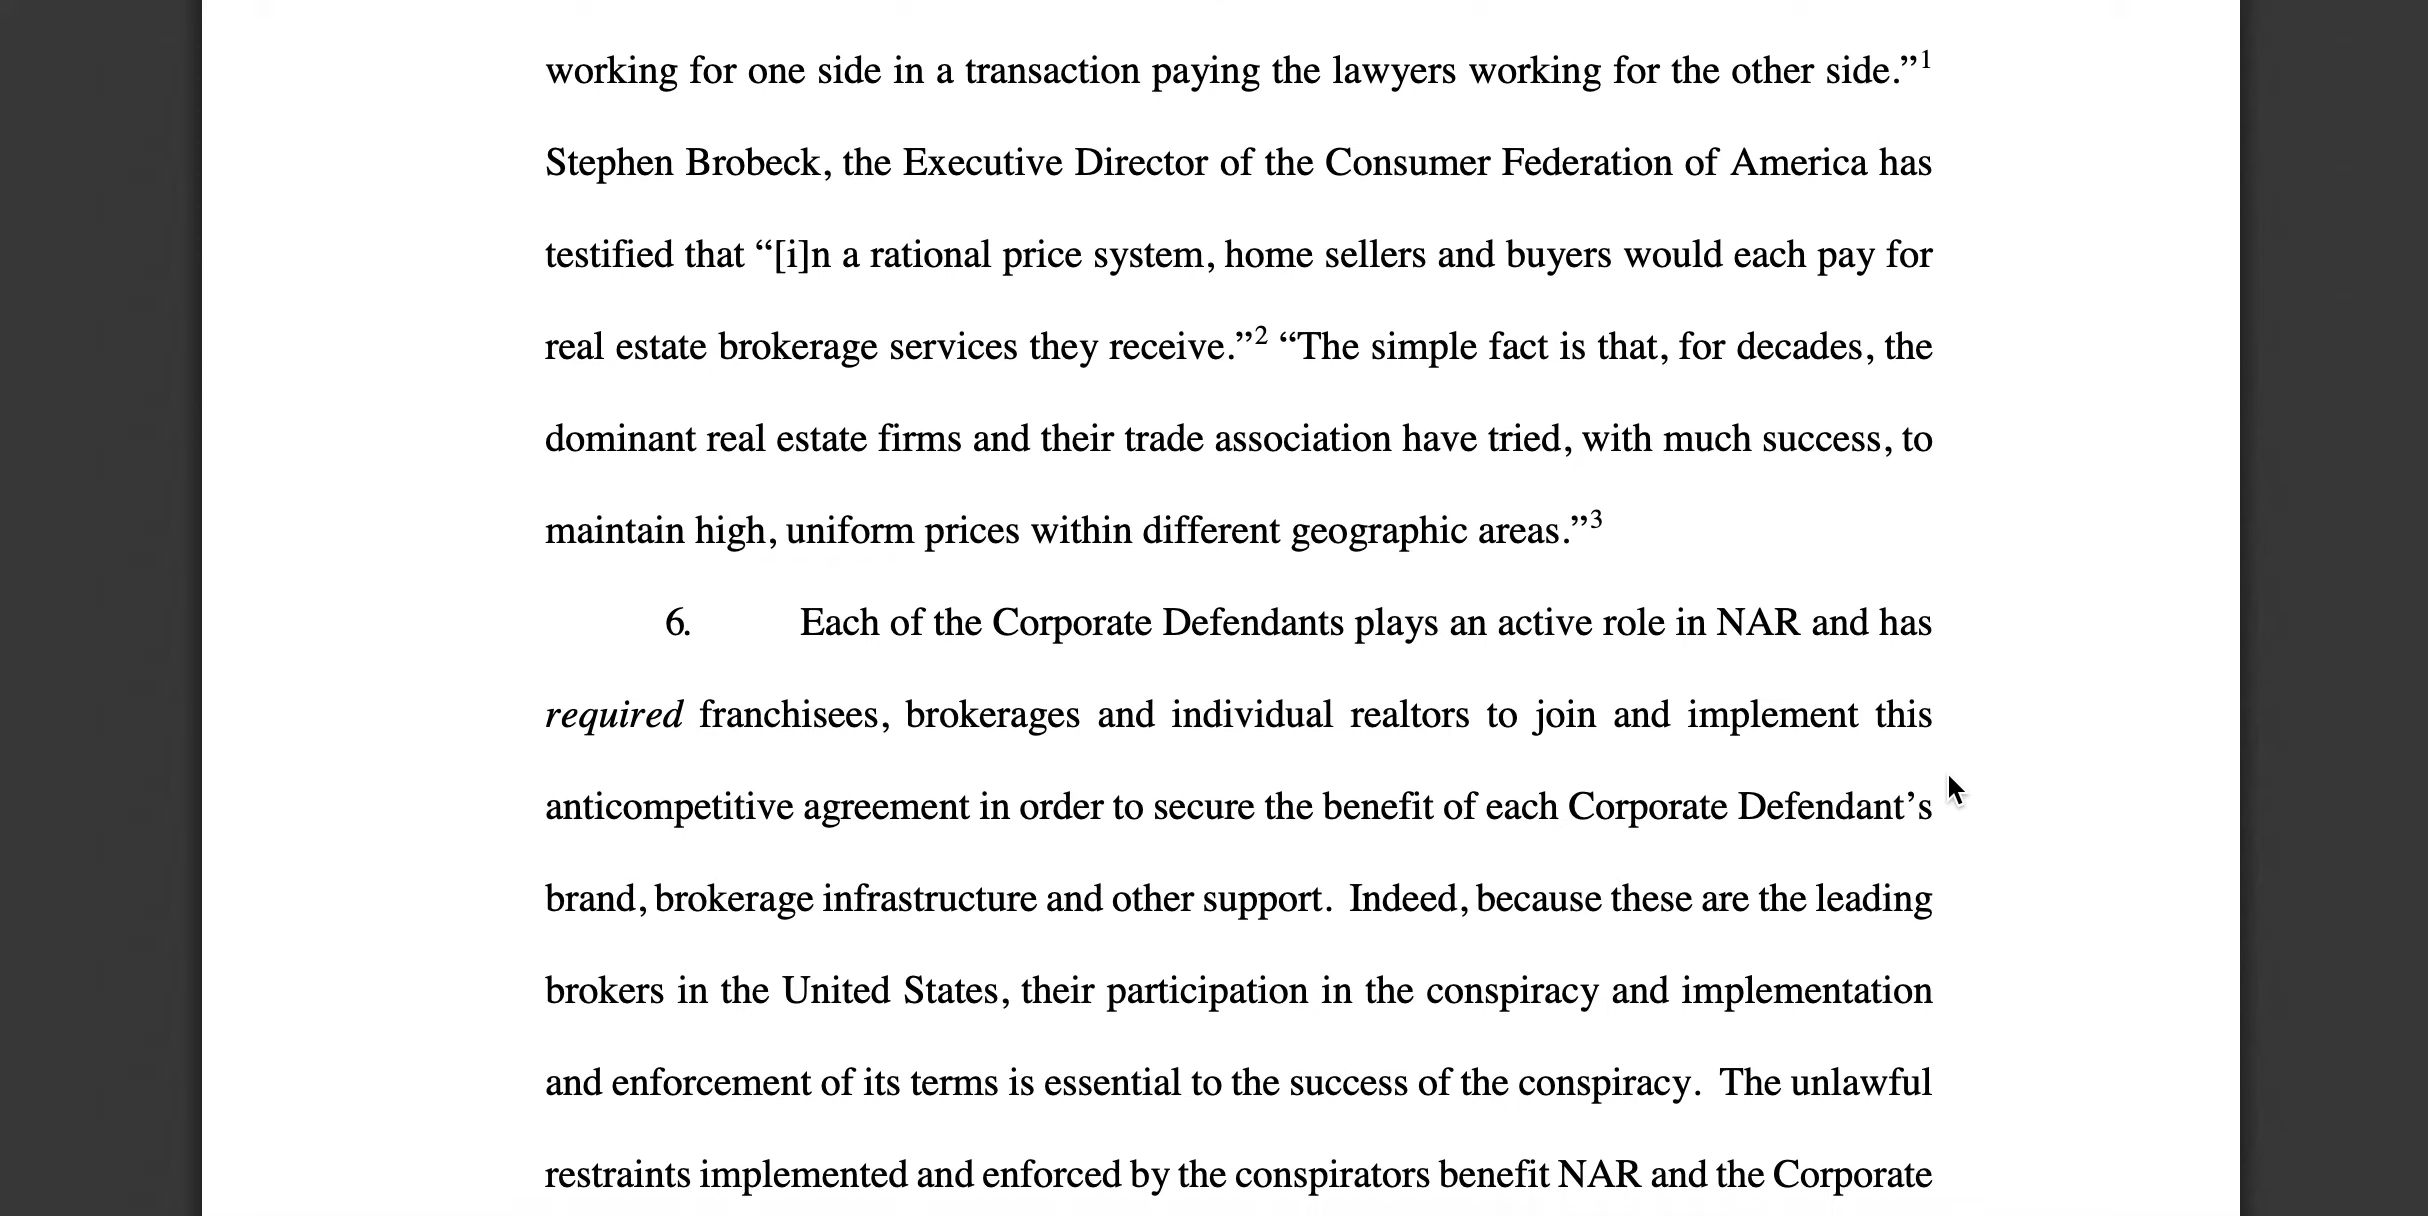 working for one side in a transaction paying the lawyers working for the other side.”1
Stephen Brobeck, the Executive Director of the Consumer Federation of America has
testified that “[i]n a rational price system, home sellers and buyers would each pay for
real estate brokerage services they receive.”2 “The simple fact is that, for decades, the
dominant real estate firms and their trade association have tried, with much success, to
maintain high, uniform prices within different geographic areas.”3
6. Each of the Corporate Defendants plays an active role in NAR and has
required franchisees, brokerages and individual realtors to join and implement this
anticompetitive agreement in order to secure the benefit of each Corporate Defendant’s
brand, brokerage infrastructure and other support. Indeed, because these are the leading
brokers in the United States, their participation in the conspiracy and implementation
and enforcement of its terms is essential to the success of the conspiracy. The unlawful
restraints implemented and enforced by the conspirators benefit NAR and the Corporate